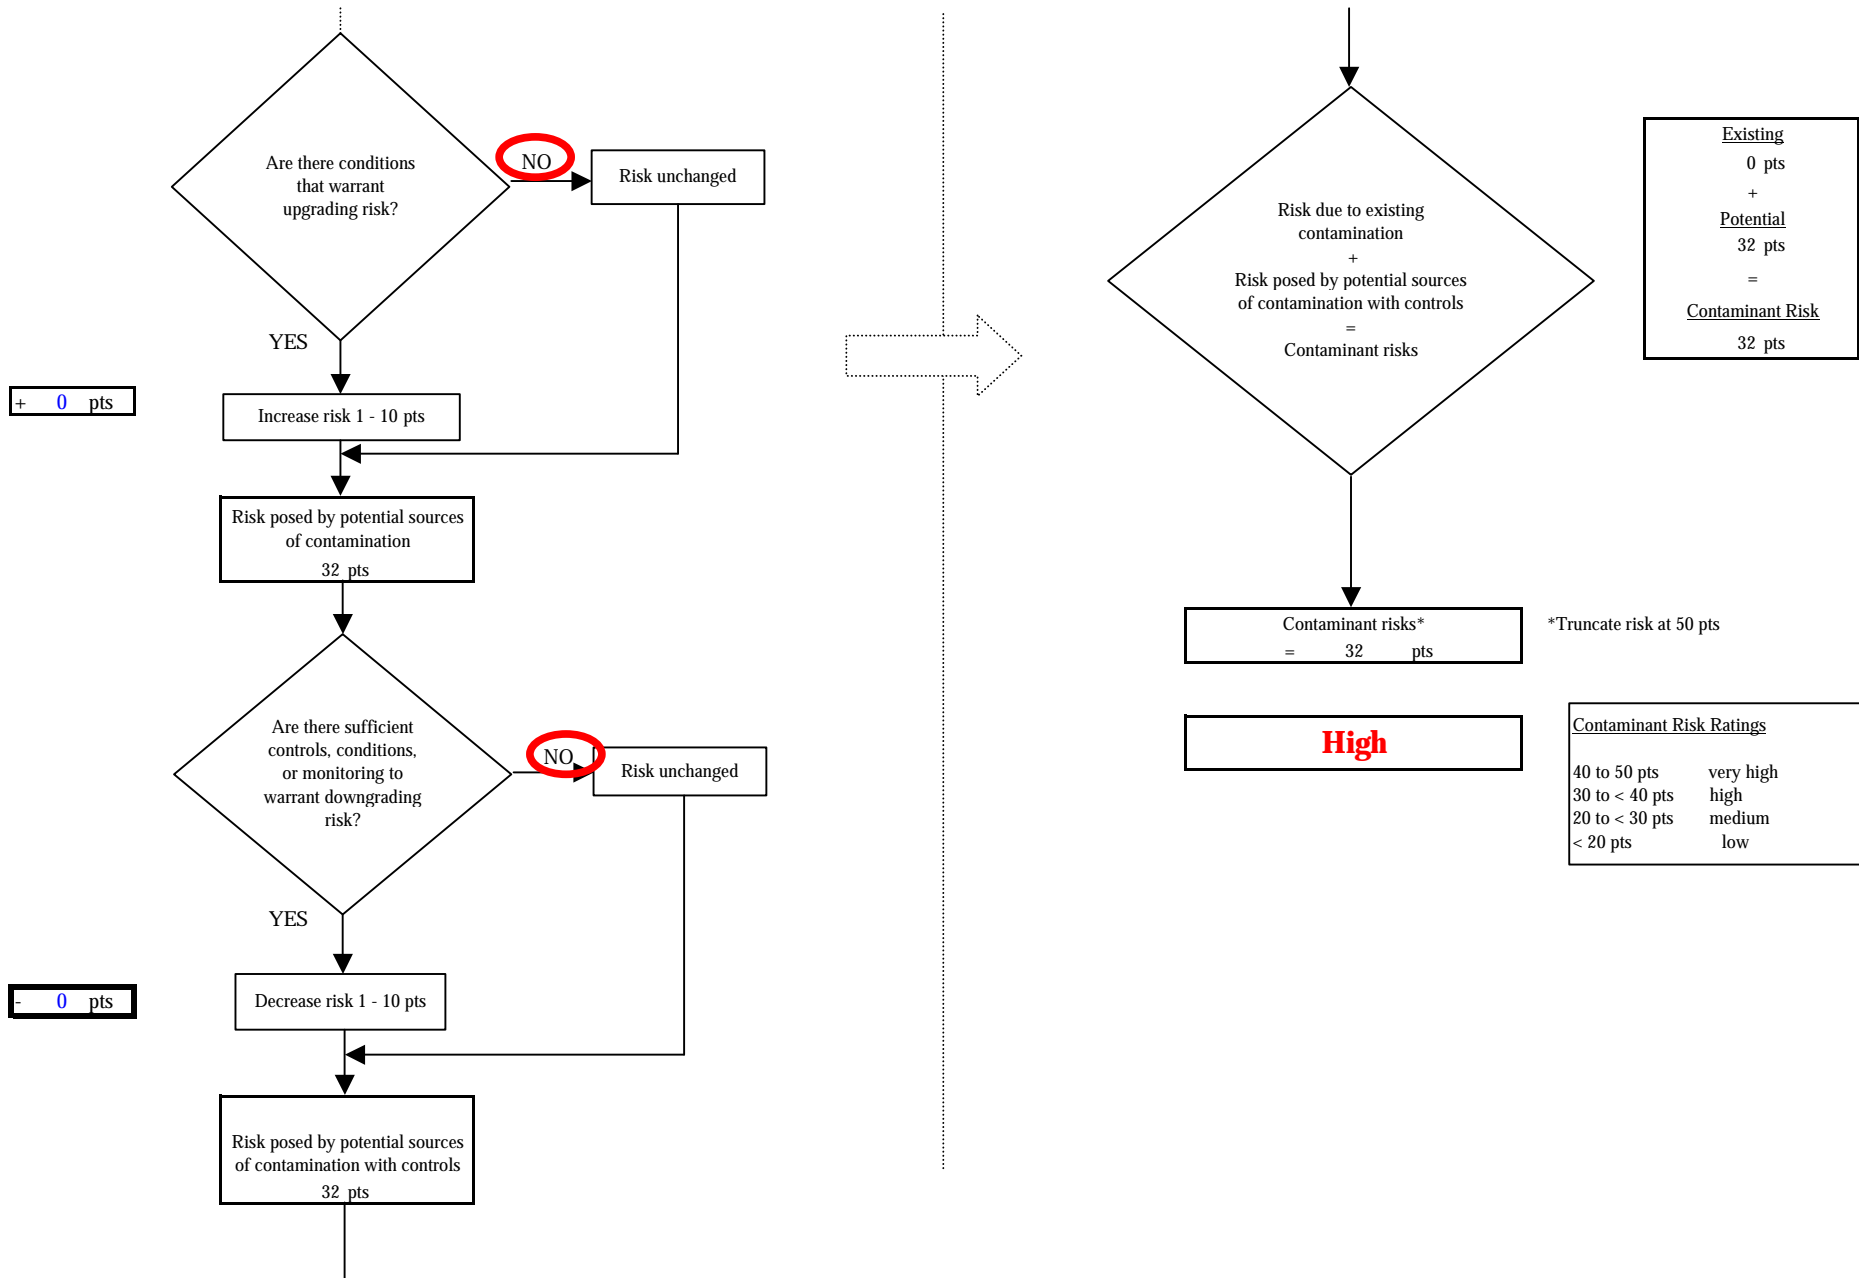 Are there conditions
that warrant
upgrading risk?
NO
Risk unchanged
YES
+ 0 pts
Increase risk 1 - 10 pts
Risk posed by potential sources
of contamination
32 pts
Are there sufficient
controls, conditions,
or monitoring to
warrant downgrading
risk?
NO
Risk unchanged
YES
- 0 pts
Decrease risk 1 - 10 pts
Risk posed by potential sources
of contamination with controls
32 pts
Risk due to existing
contamination
+
Risk posed by potential sources
of contamination with controls
=
Contaminant risks
Existing
0 pts
+
Potential
32 pts
=
Contaminant Risk
32 pts
Contaminant risks*
= 32 pts
*Truncate risk at 50 pts
High
Contaminant Risk Ratings
40 to 50 pts very high
30 to < 40 pts high
20 to < 30 pts medium
< 20 pts low